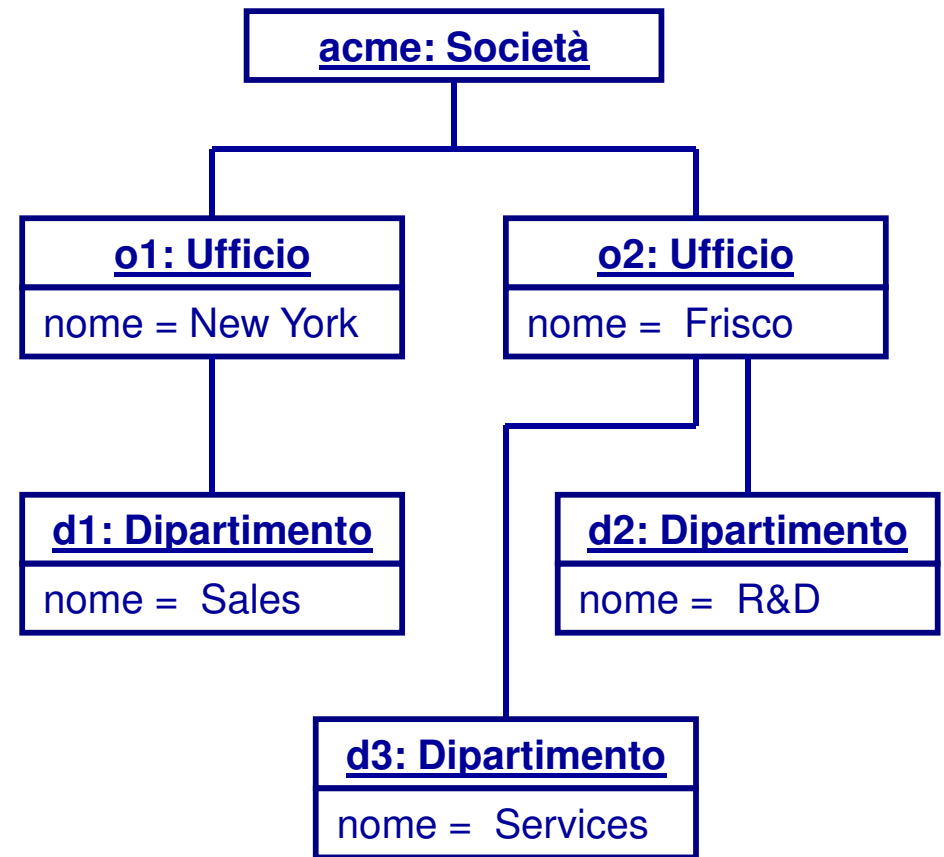 acme: Società
o1: Ufficio
nome = New York
o2: Ufficio
nome = Frisco
d1: Dipartimento
nome = Sales
d2: Dipartimento
nome = R&D
d3: Dipartimento
nome = Services